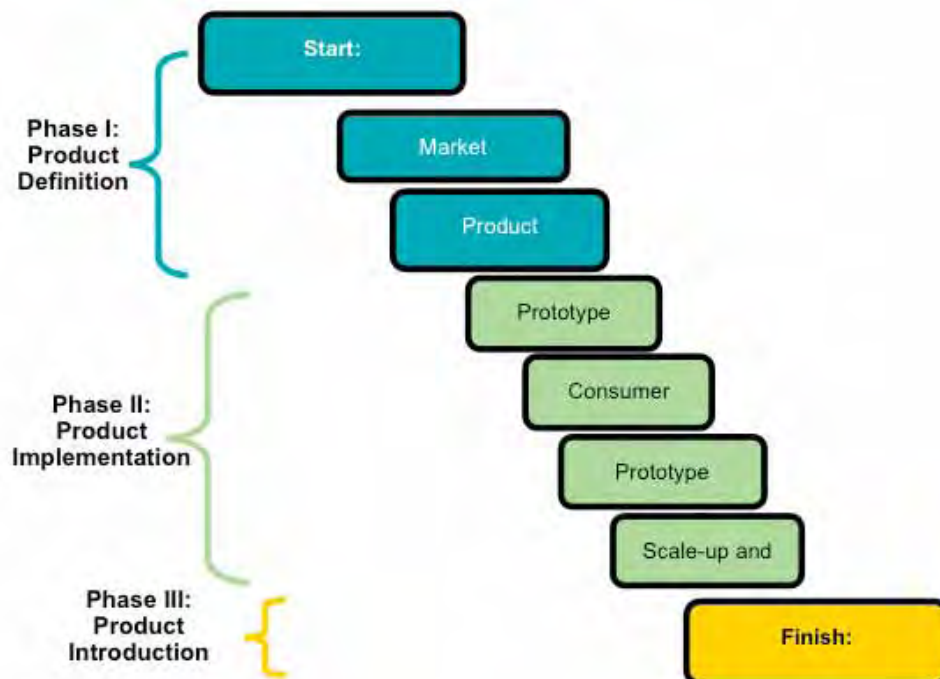 Start:
Phase I:
Product
Definition
Market
Product
Prototype
Consumer
Phase II:
Product
Implementation
Prototype
Scale-up and
Phase III:
Product
Introduction
Finish: